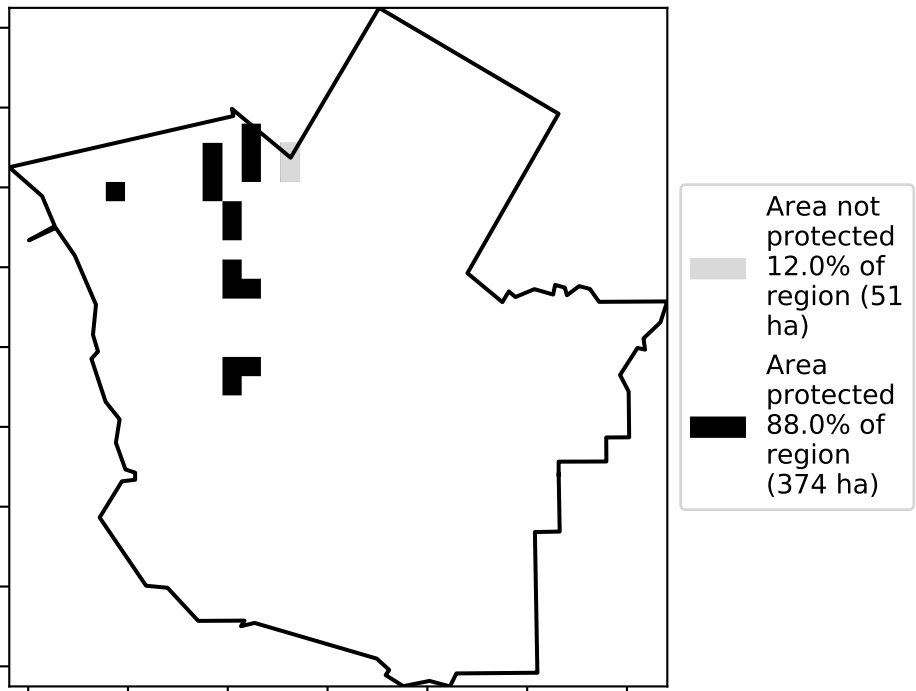 Area not
protected
12.0% of
region (51
ha)
Area
protected
88.0% of
region
(374 ha)